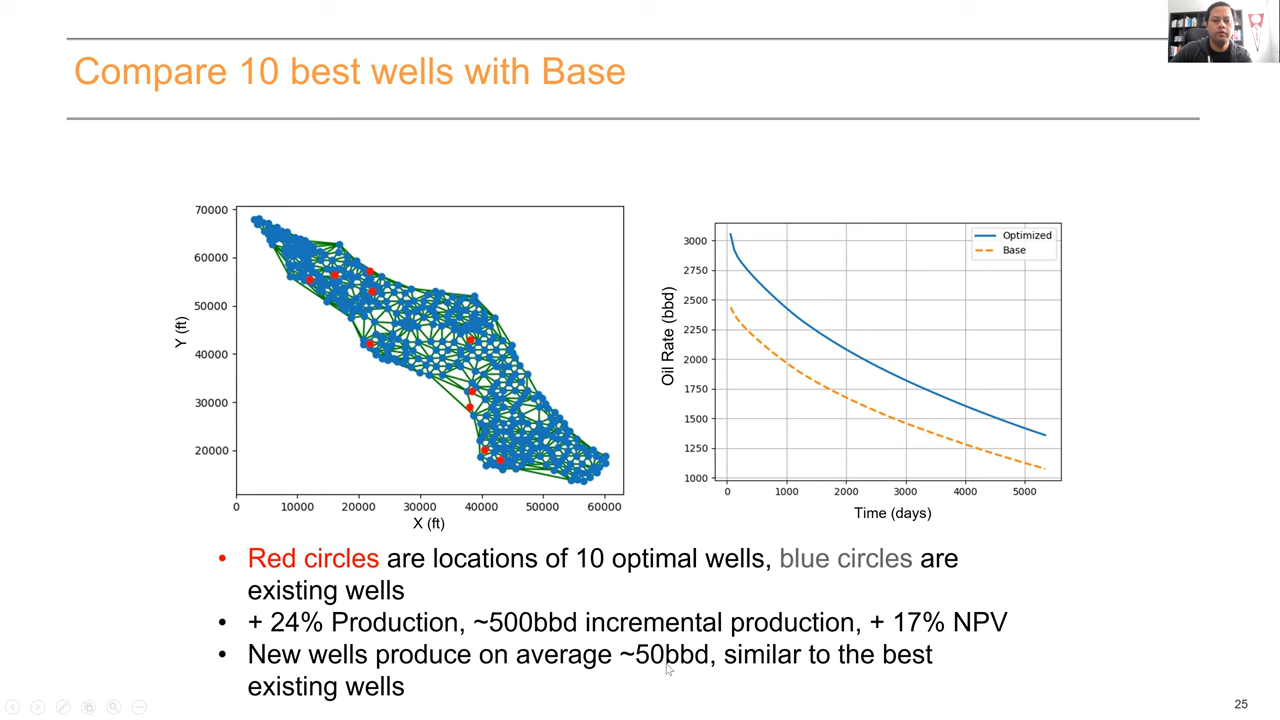 Compare 10 best wells with Base
70000
60000
50000
40000
30000
20000
Y (ft)
0 10000 20000 30000 40000 50000 60000
X (ft)
Optimized
Base
3000
2750
2500
2250
2000
1750
1500
1250
1000
Oil Rate (bbd)
0 1000 2000 3000 4000 5000
Time (days)
• Red circles are locations of 10 optimal wells, blue circles are
existing wells
• + 24% Production, ~500bbd incremental production, + 17% NPV
• New wells produce on average ~50bbd, similar to the best
existing wells
25